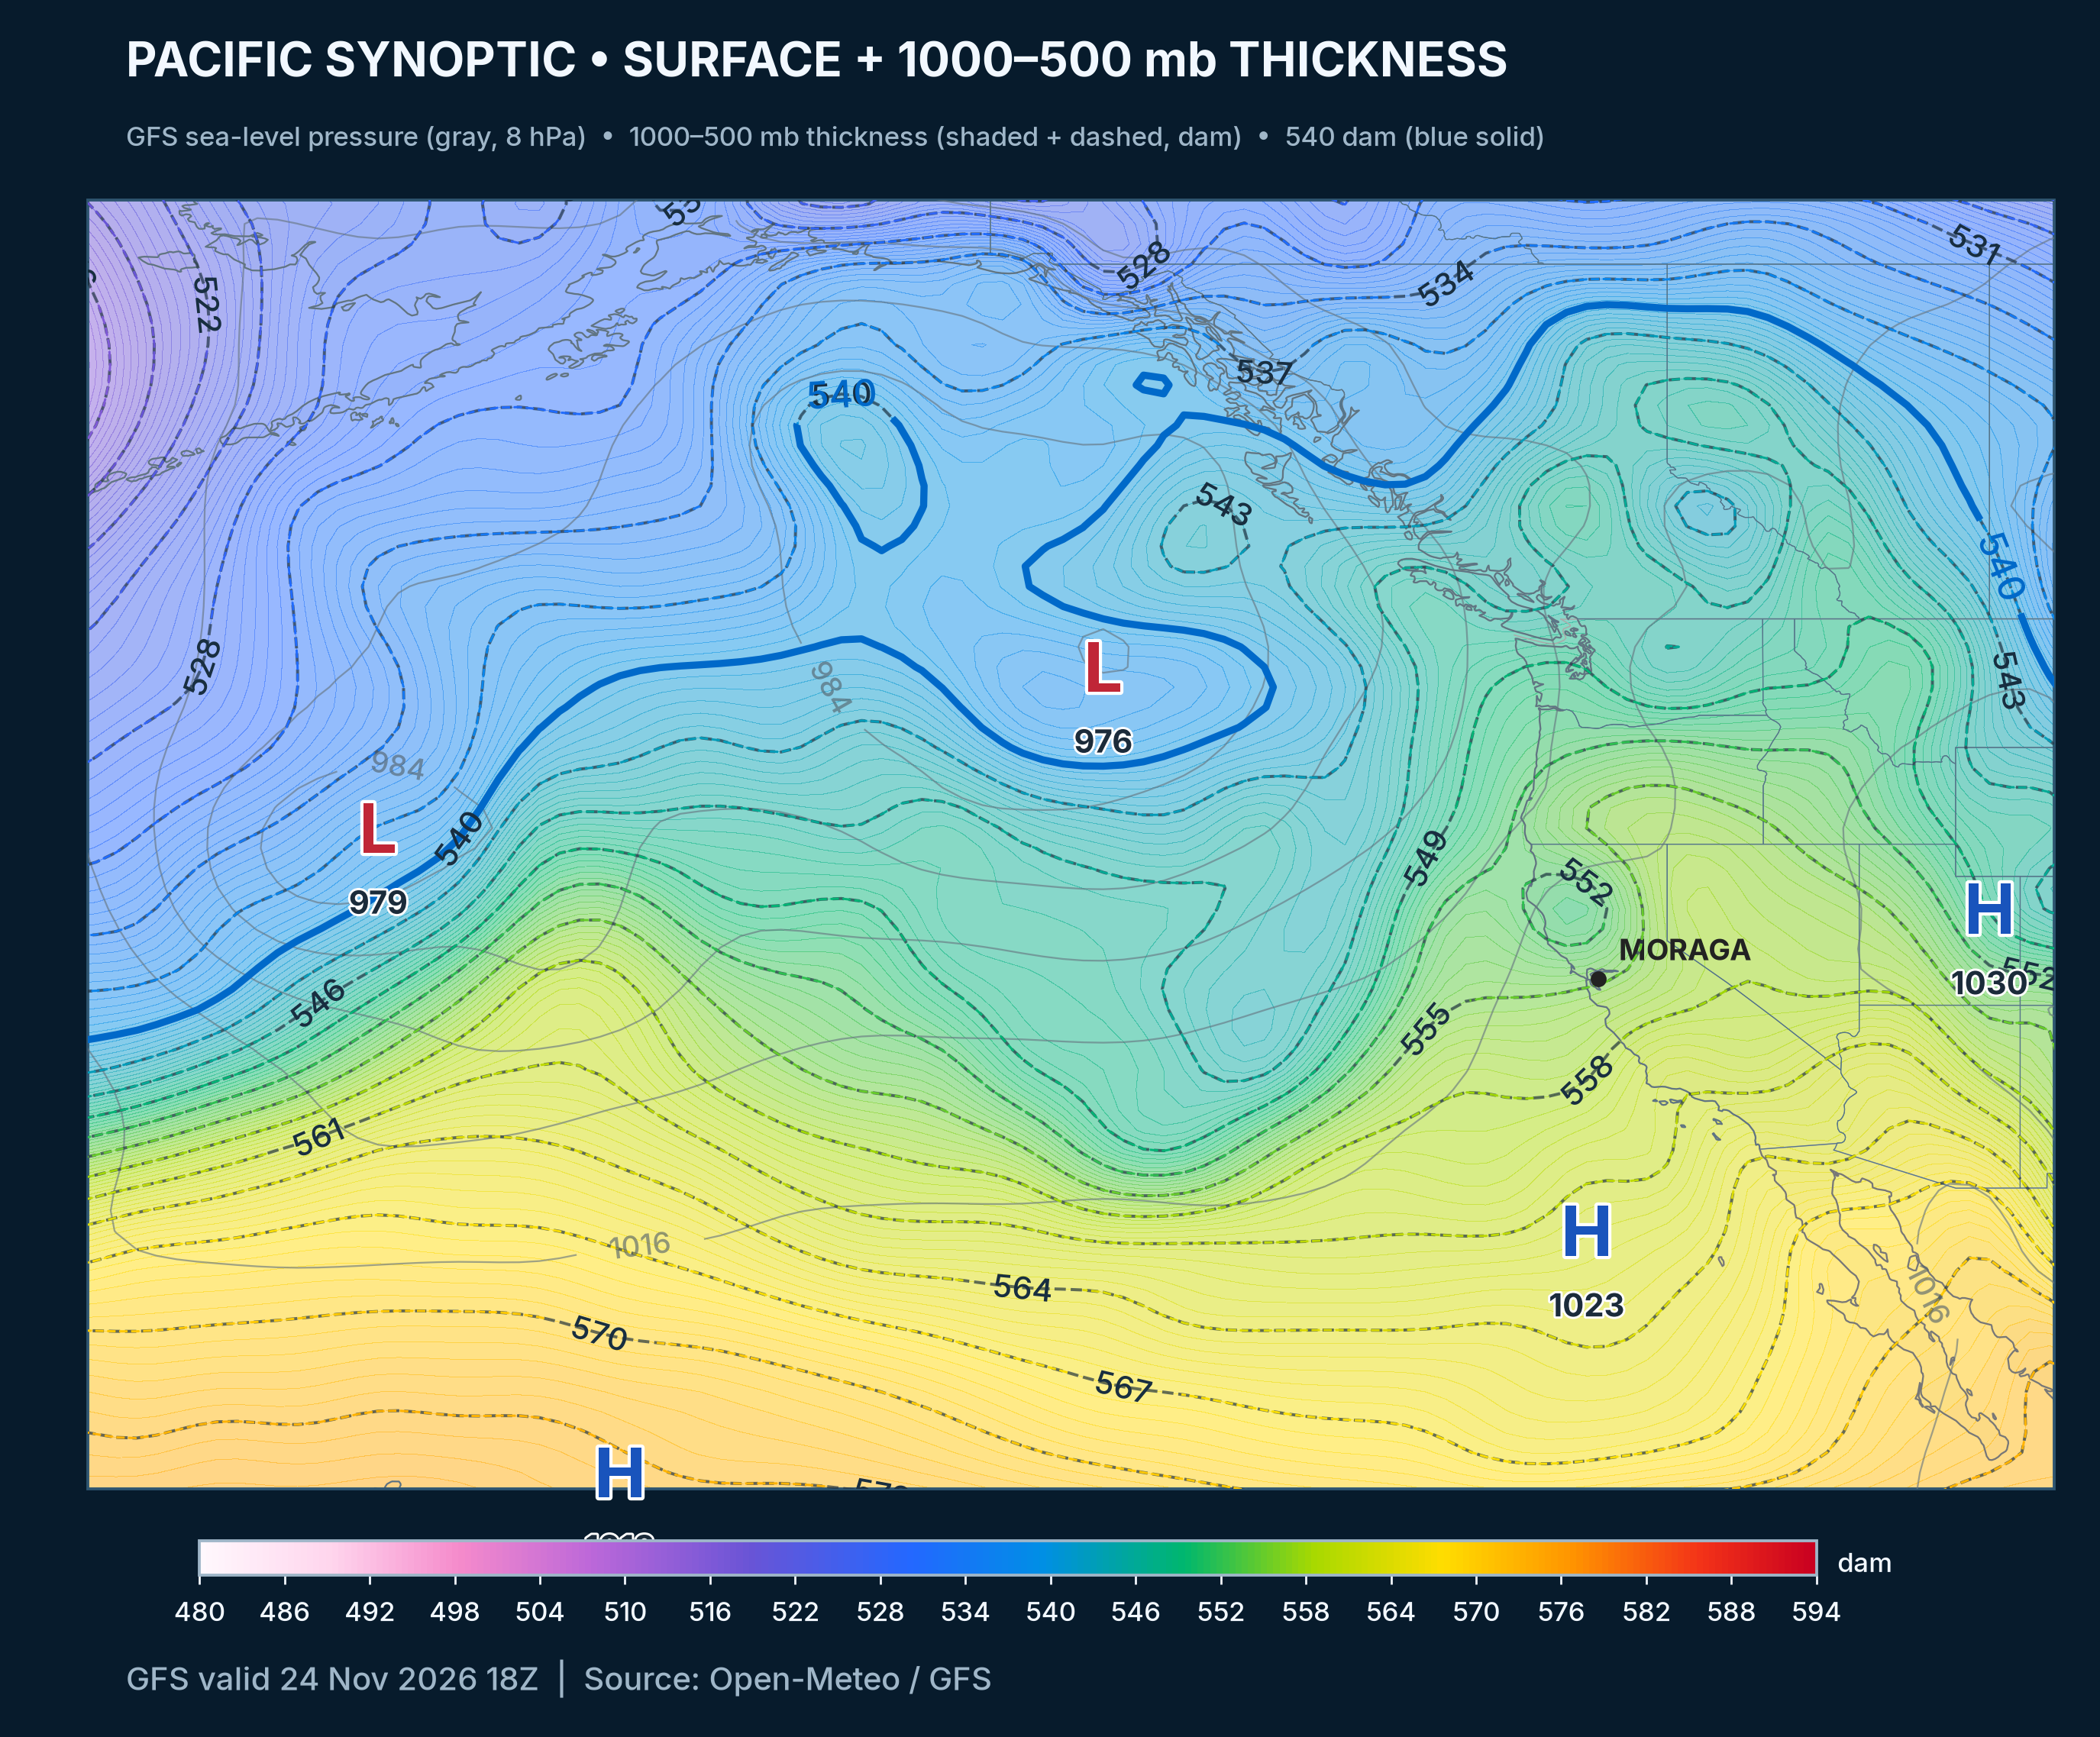 PACIFIC SYNOPTIC • SURFACE + 1000–500 mb THICKNESS
GFS sea-level pressure (gray, 8 hPa) • 1000–500 mb thickness (shaded + dashed, dam) • 540 dam (blue solid)
522
528
534
531
537
540
540
543
540
528
543
984
984
L
976
L
979
540
549
552
H
1030
552
MORAGA
546
555
558
561
H
1023
1016
1016
564
570
567
H
480 486 492 498 504 510 516 522 528 534 540 546 552 558 564 570 576 582 588 594
dam
GFS valid 24 Nov 2026 18Z | Source: Open-Meteo / GFS